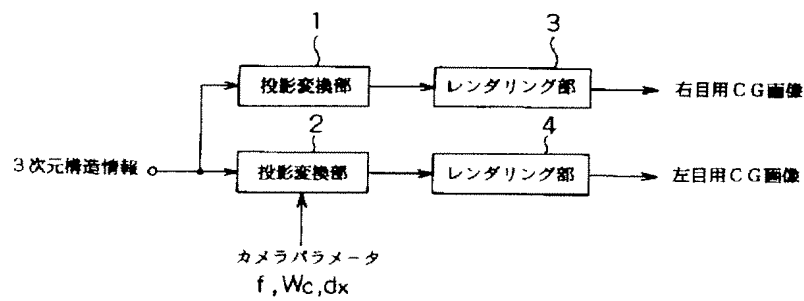 1
3
投影変換部
レンダリング部
右目用CG画像
2
4
3次元構造情報
投影変換部
レンダリング部
左目用CG画像
カメラパラメータ
f,Wc,dx